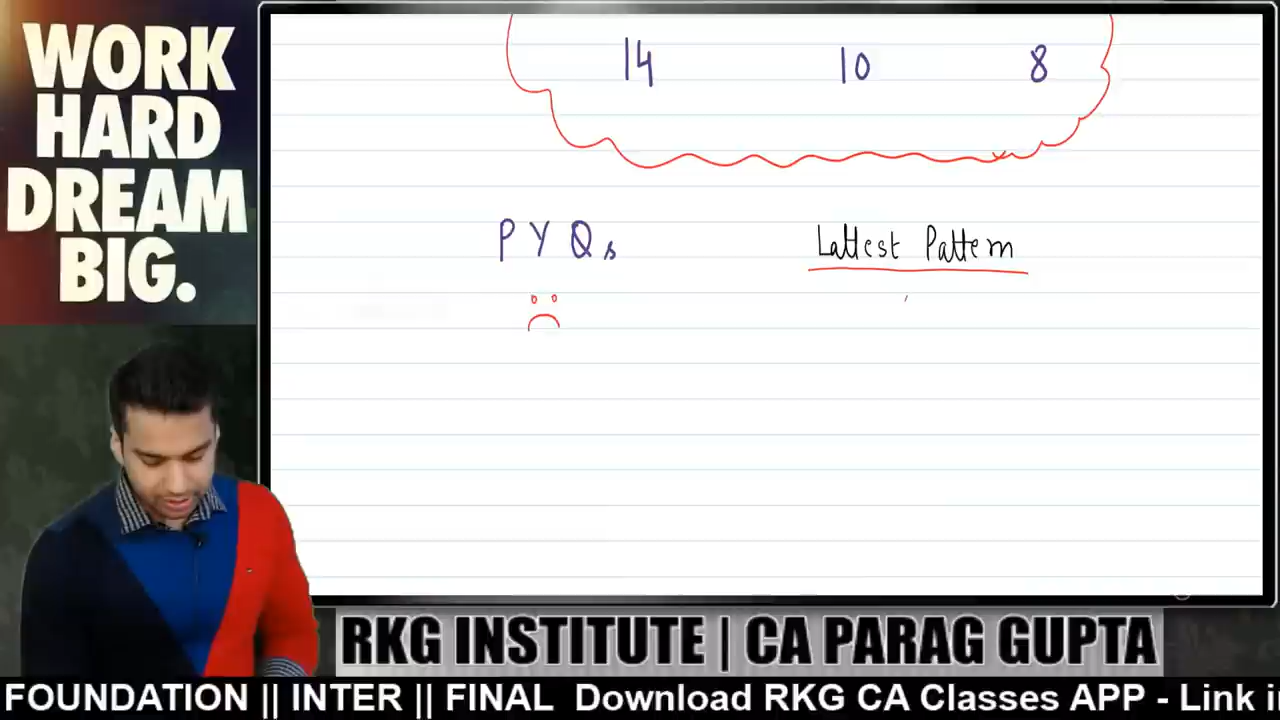 WORK
HARD
DREAM
BIG.
14 10 8
P Y Qs
Lattest Pattern
RKG INSTITUTE | CA PARAG GUPTA
FOUNDATION || INTER || FINAL Download RKG CA Classes APP - Link i